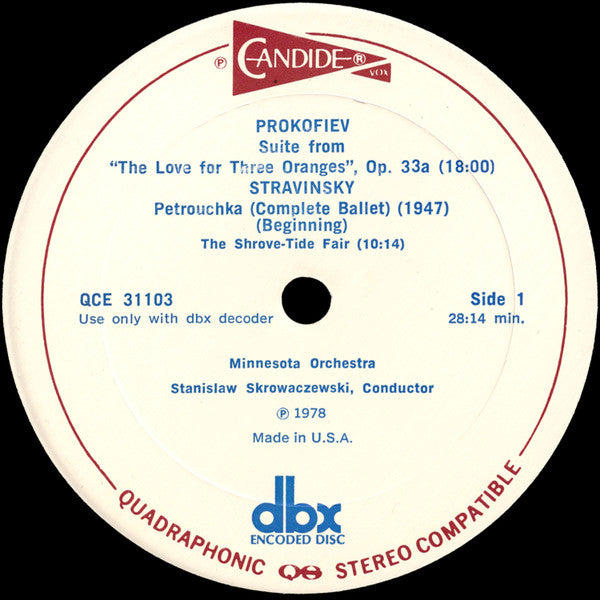 ℗ CANDIDE ®
VOX
PROKOFIEV
Suite from
"The Love for Three Oranges", Op. 33a (18:00)
STRAVINSKY
Petrouchka (Complete Ballet) (1947)
(Beginning)
The Shrove-Tide Fair (10:14)
QCE 31103
Use only with dbx decoder
Side 1
28:14 min.
Minnesota Orchestra
Stanislaw Skrowaczewski, Conductor
℗ 1978
Made in U.S.A.
dbx
ENCODED DISC
QUADRAPHONIC QS STEREO COMPATIBLE